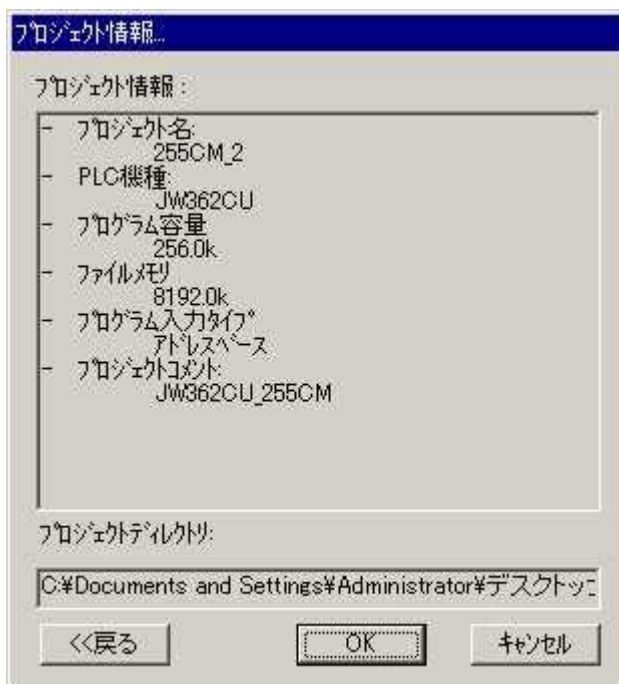 プロジェクト情報...
プロジェクト情報:
- プロジェクト名:
255CM_2
- PLC機種:
JW362CU
- プログラム容量
256.0k
- ファイルメモリ
8192.0k
- プログラム入力タイプ
アドレスベース
- プロジェクトコメント:
JW362CU_255CM
プロジェクトディレクトリ:
C:¥Documents and Settings¥Administrator¥デスクトッ
<<戻る
OK
キャンセル